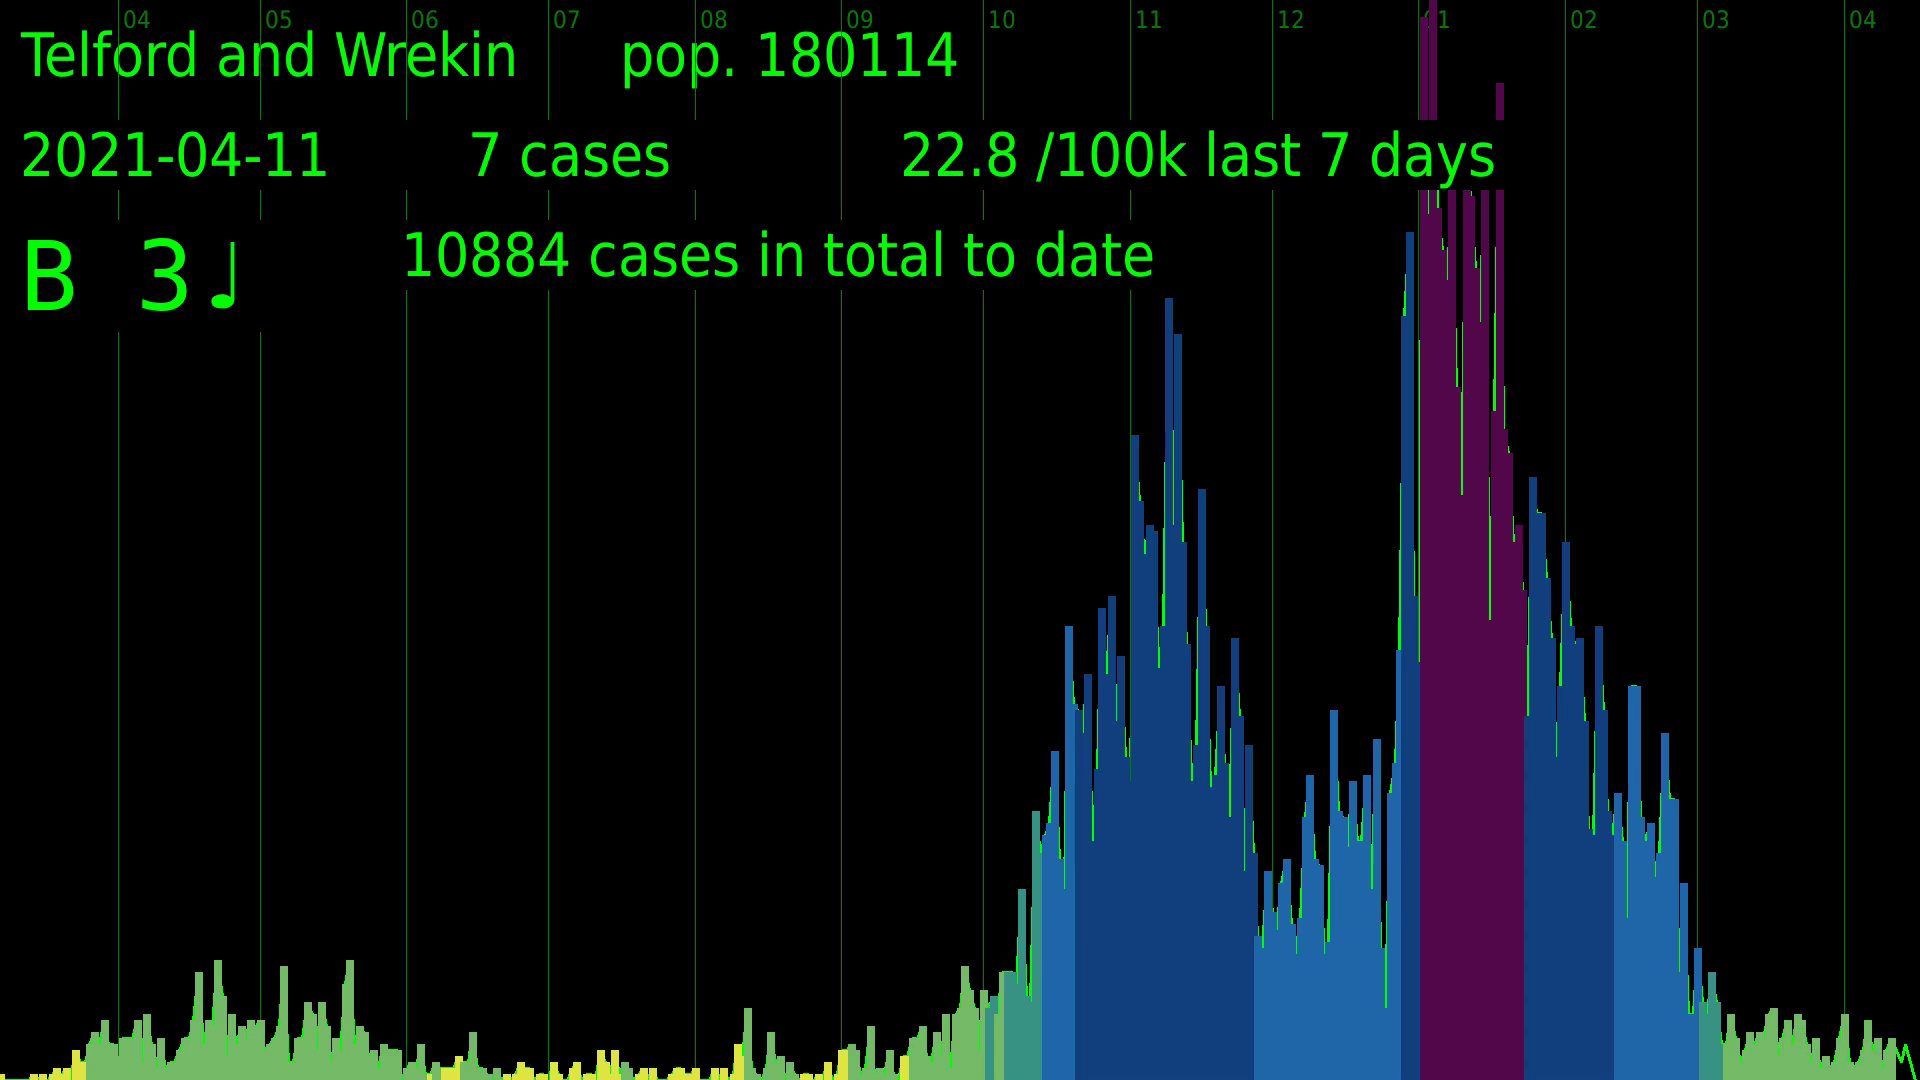 04 05 06 07 08 09 10 11 12 01 02 03 04
Telford and Wrekin pop. 180114
2021-04-11 7 cases 22.8 /100k last 7 days
B 3♩ 10884 cases in total to date